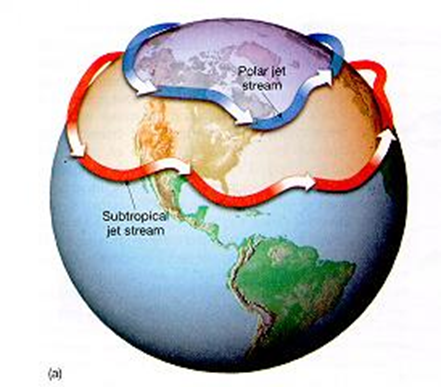 Polar jet
stream
Subtropical
jet stream
(a)